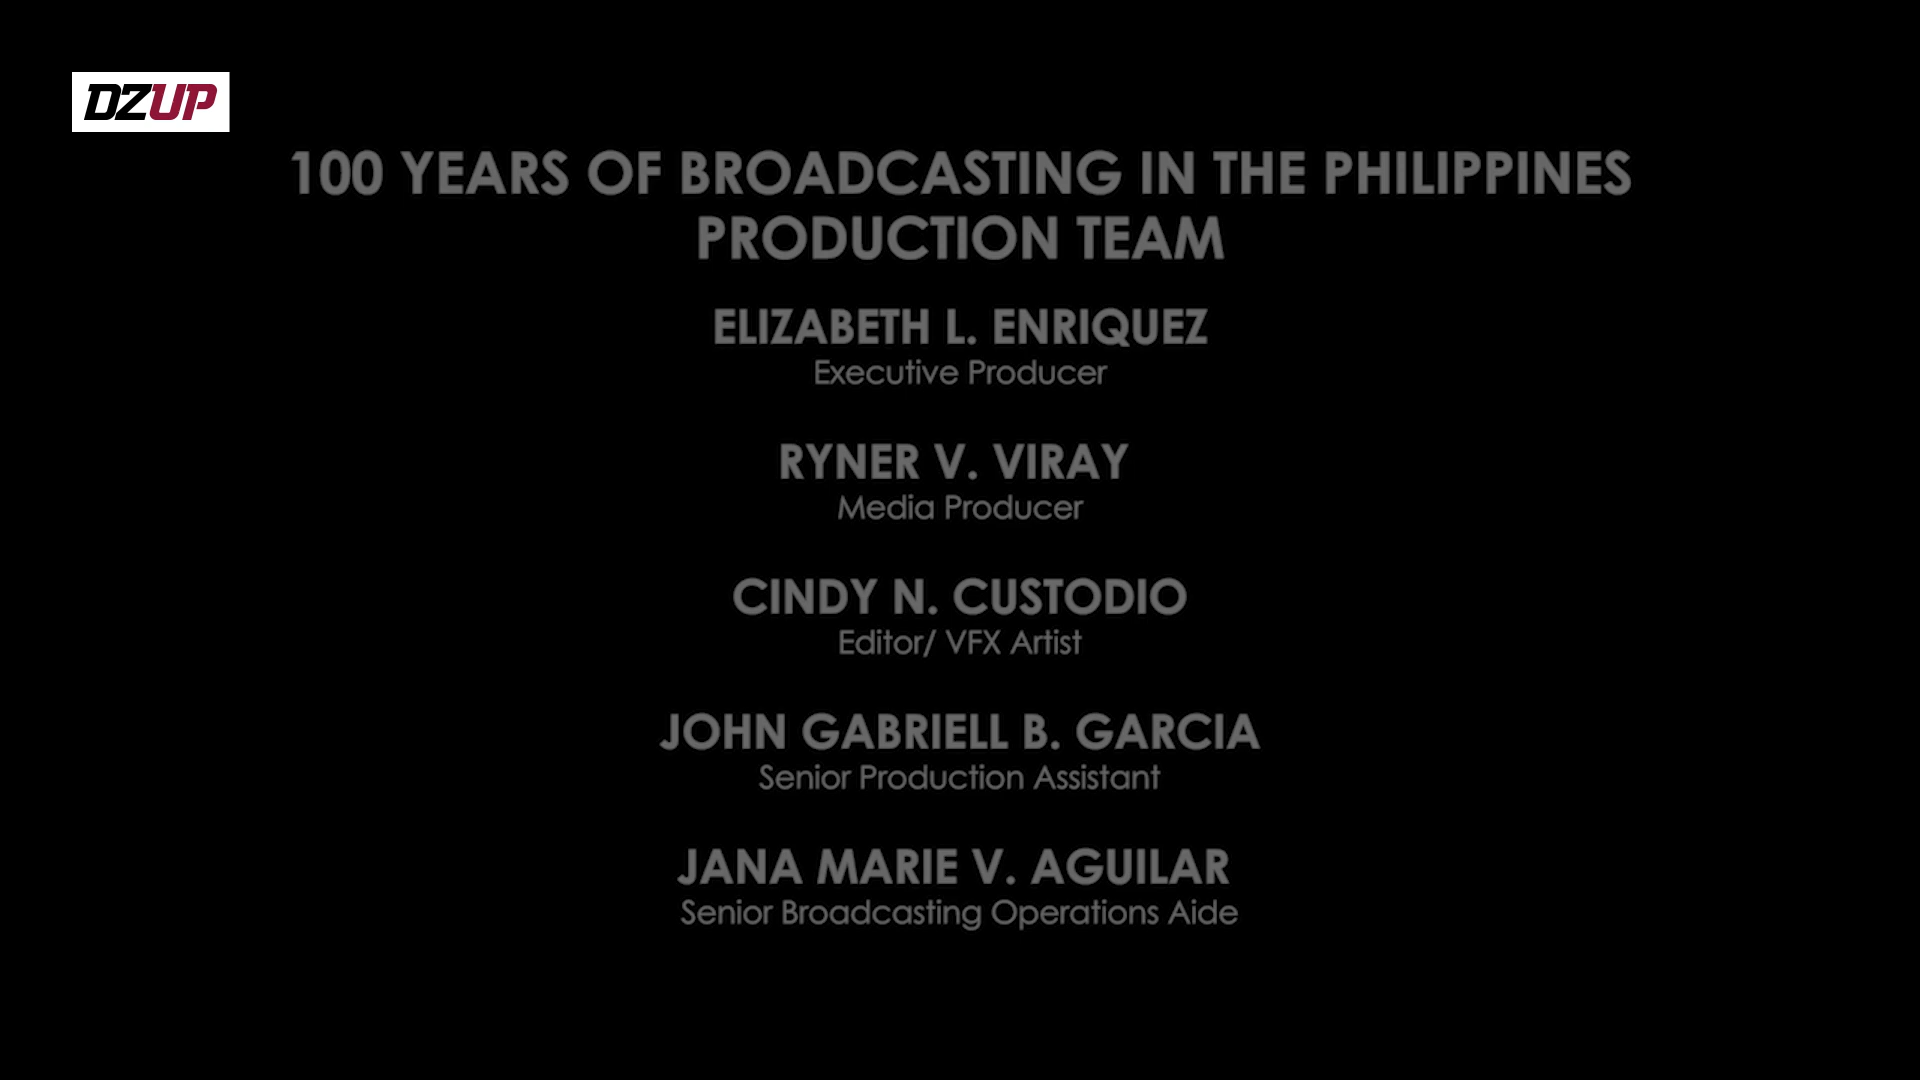 DZUP
100 YEARS OF BROADCASTING IN THE PHILIPPINES
PRODUCTION TEAM
ELIZABETH L. ENRIQUEZ
Executive Producer
RYNER V. VIRAY
Media Producer
CINDY N. CUSTODIO
Editor/ VFX Artist
JOHN GABRIELL B. GARCIA
Senior Production Assistant
JANA MARIE V. AGUILAR
Senior Broadcasting Operations Aide